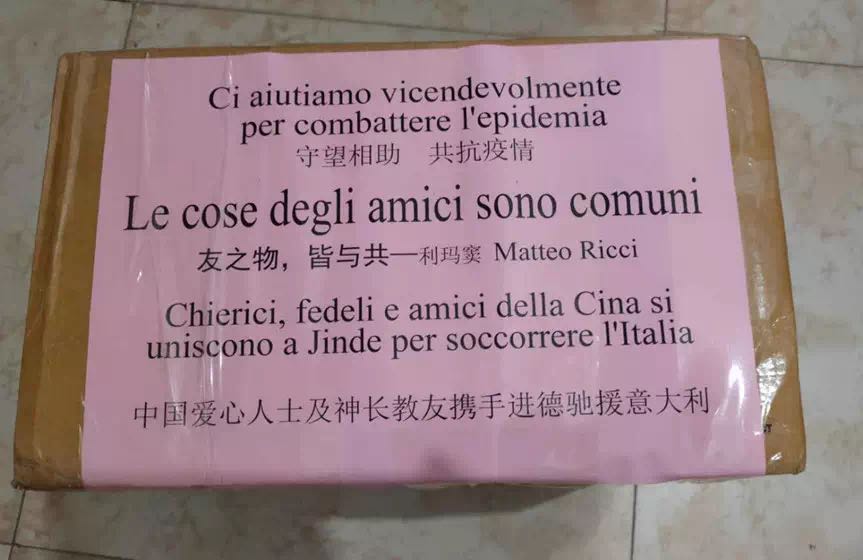 Ci aiutiamo vicendevolmente
per combattere l'epidemia
守望相助 共抗疫情
Le cose degli amici sono comuni
友之物，皆与共—利玛窦 Matteo Ricci
Chierici, fedeli e amici della Cina si
uniscono a Jinde per soccorrere l'Italia
中国爱心人士及神长教友携手进德驰援意大利